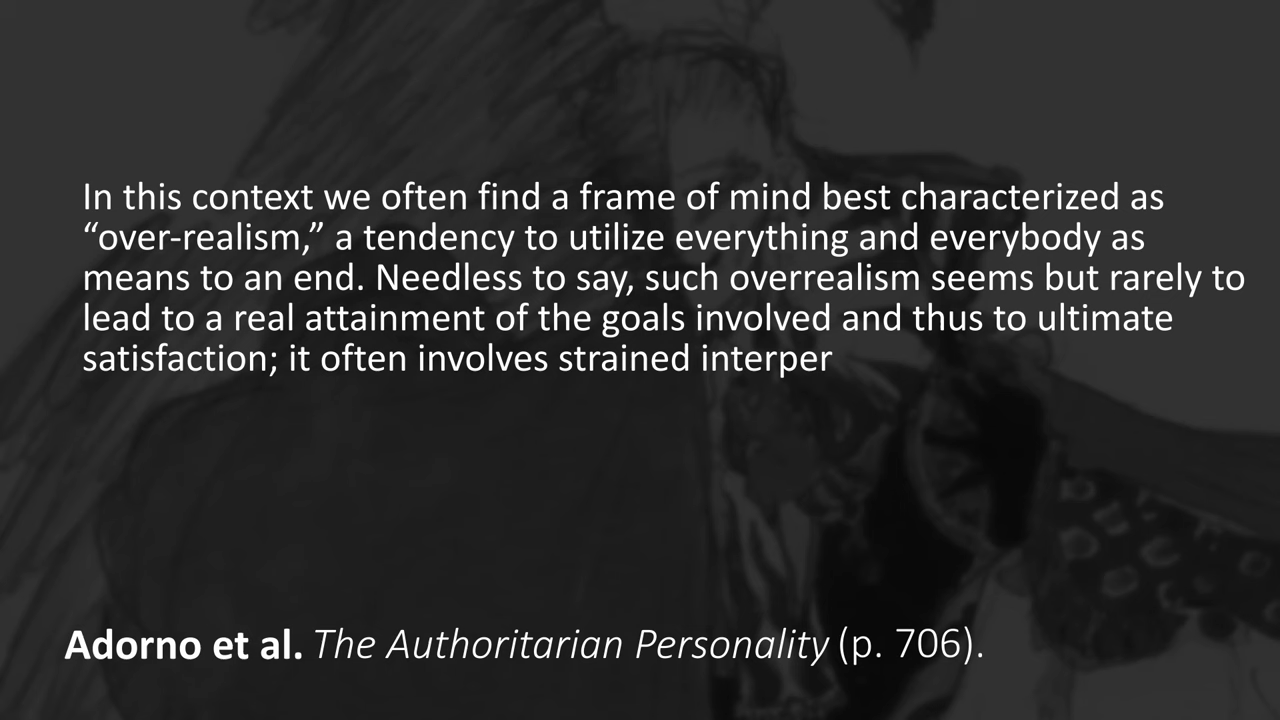 In this context we often find a frame of mind best characterized as
“over-realism,” a tendency to utilize everything and everybody as
means to an end. Needless to say, such overrealism seems but rarely to
lead to a real attainment of the goals involved and thus to ultimate
satisfaction; it often involves strained interper
Adorno et al. The Authoritarian Personality (p. 706).